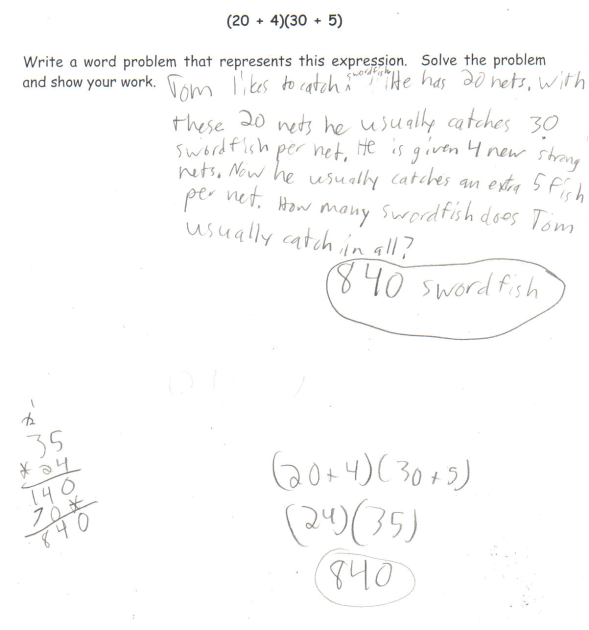 (20 + 4)(30 + 5)
Write a word problem that represents this expression. Solve the problem
and show your work. Tom likes to catch swordfish. He has 20 nets. With
these 20 nets he usually catches 30
swordfish per net. He is given 4 new strong
nets. Now he usually catches an extra 5 fish
per net. How many swordfish does Tom
usually catch in all?
840 swordfish
1
2
35
* 24
140
70*
840
(20+4)(30+5)
(24)(35)
840